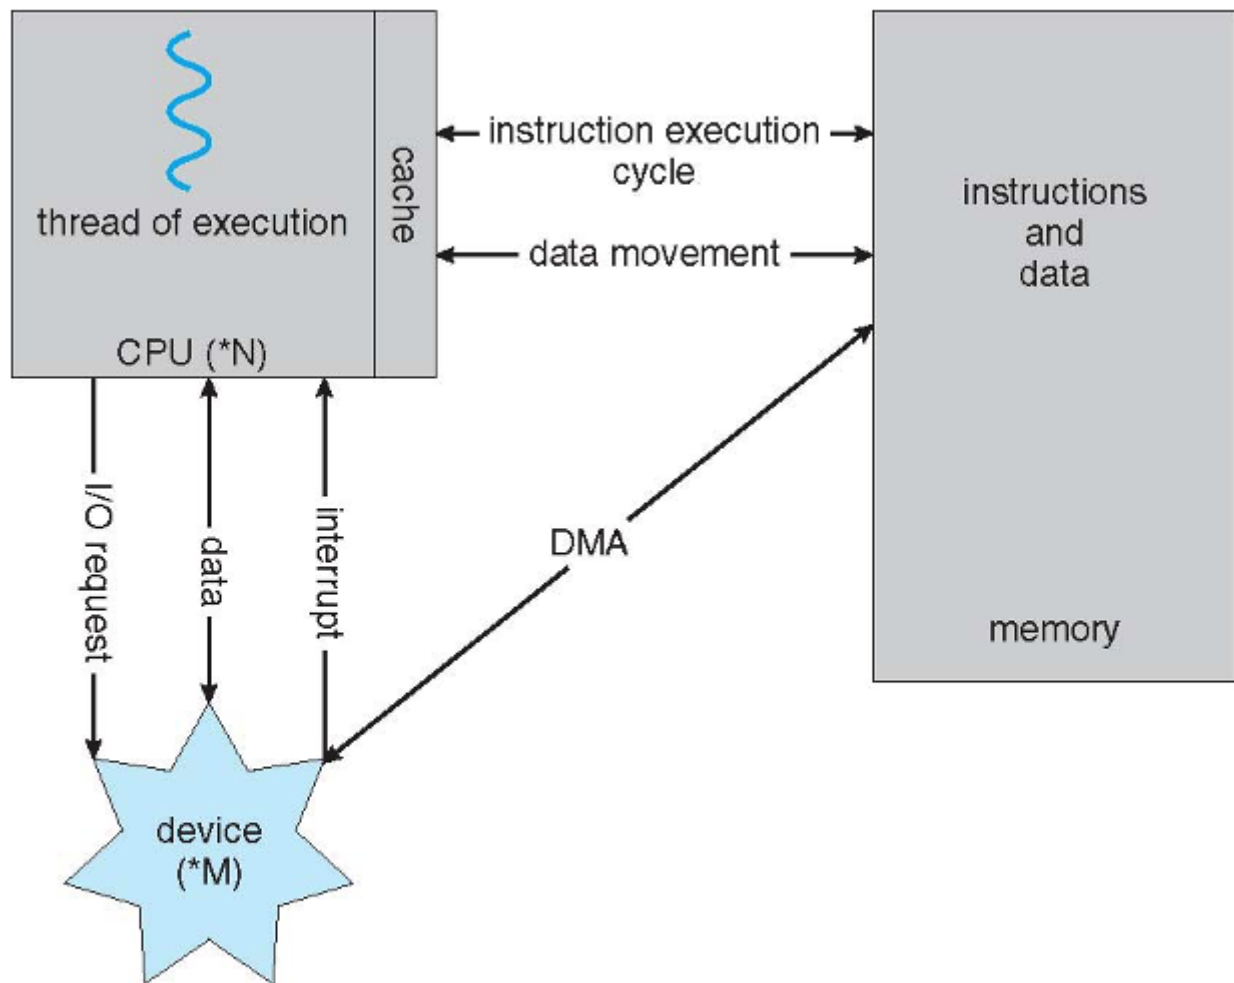 thread of execution
CPU (*N)
cache
instruction execution
cycle
data movement
instructions
and
data
memory
I/O request
data
interrupt
DMA
device
(*M)